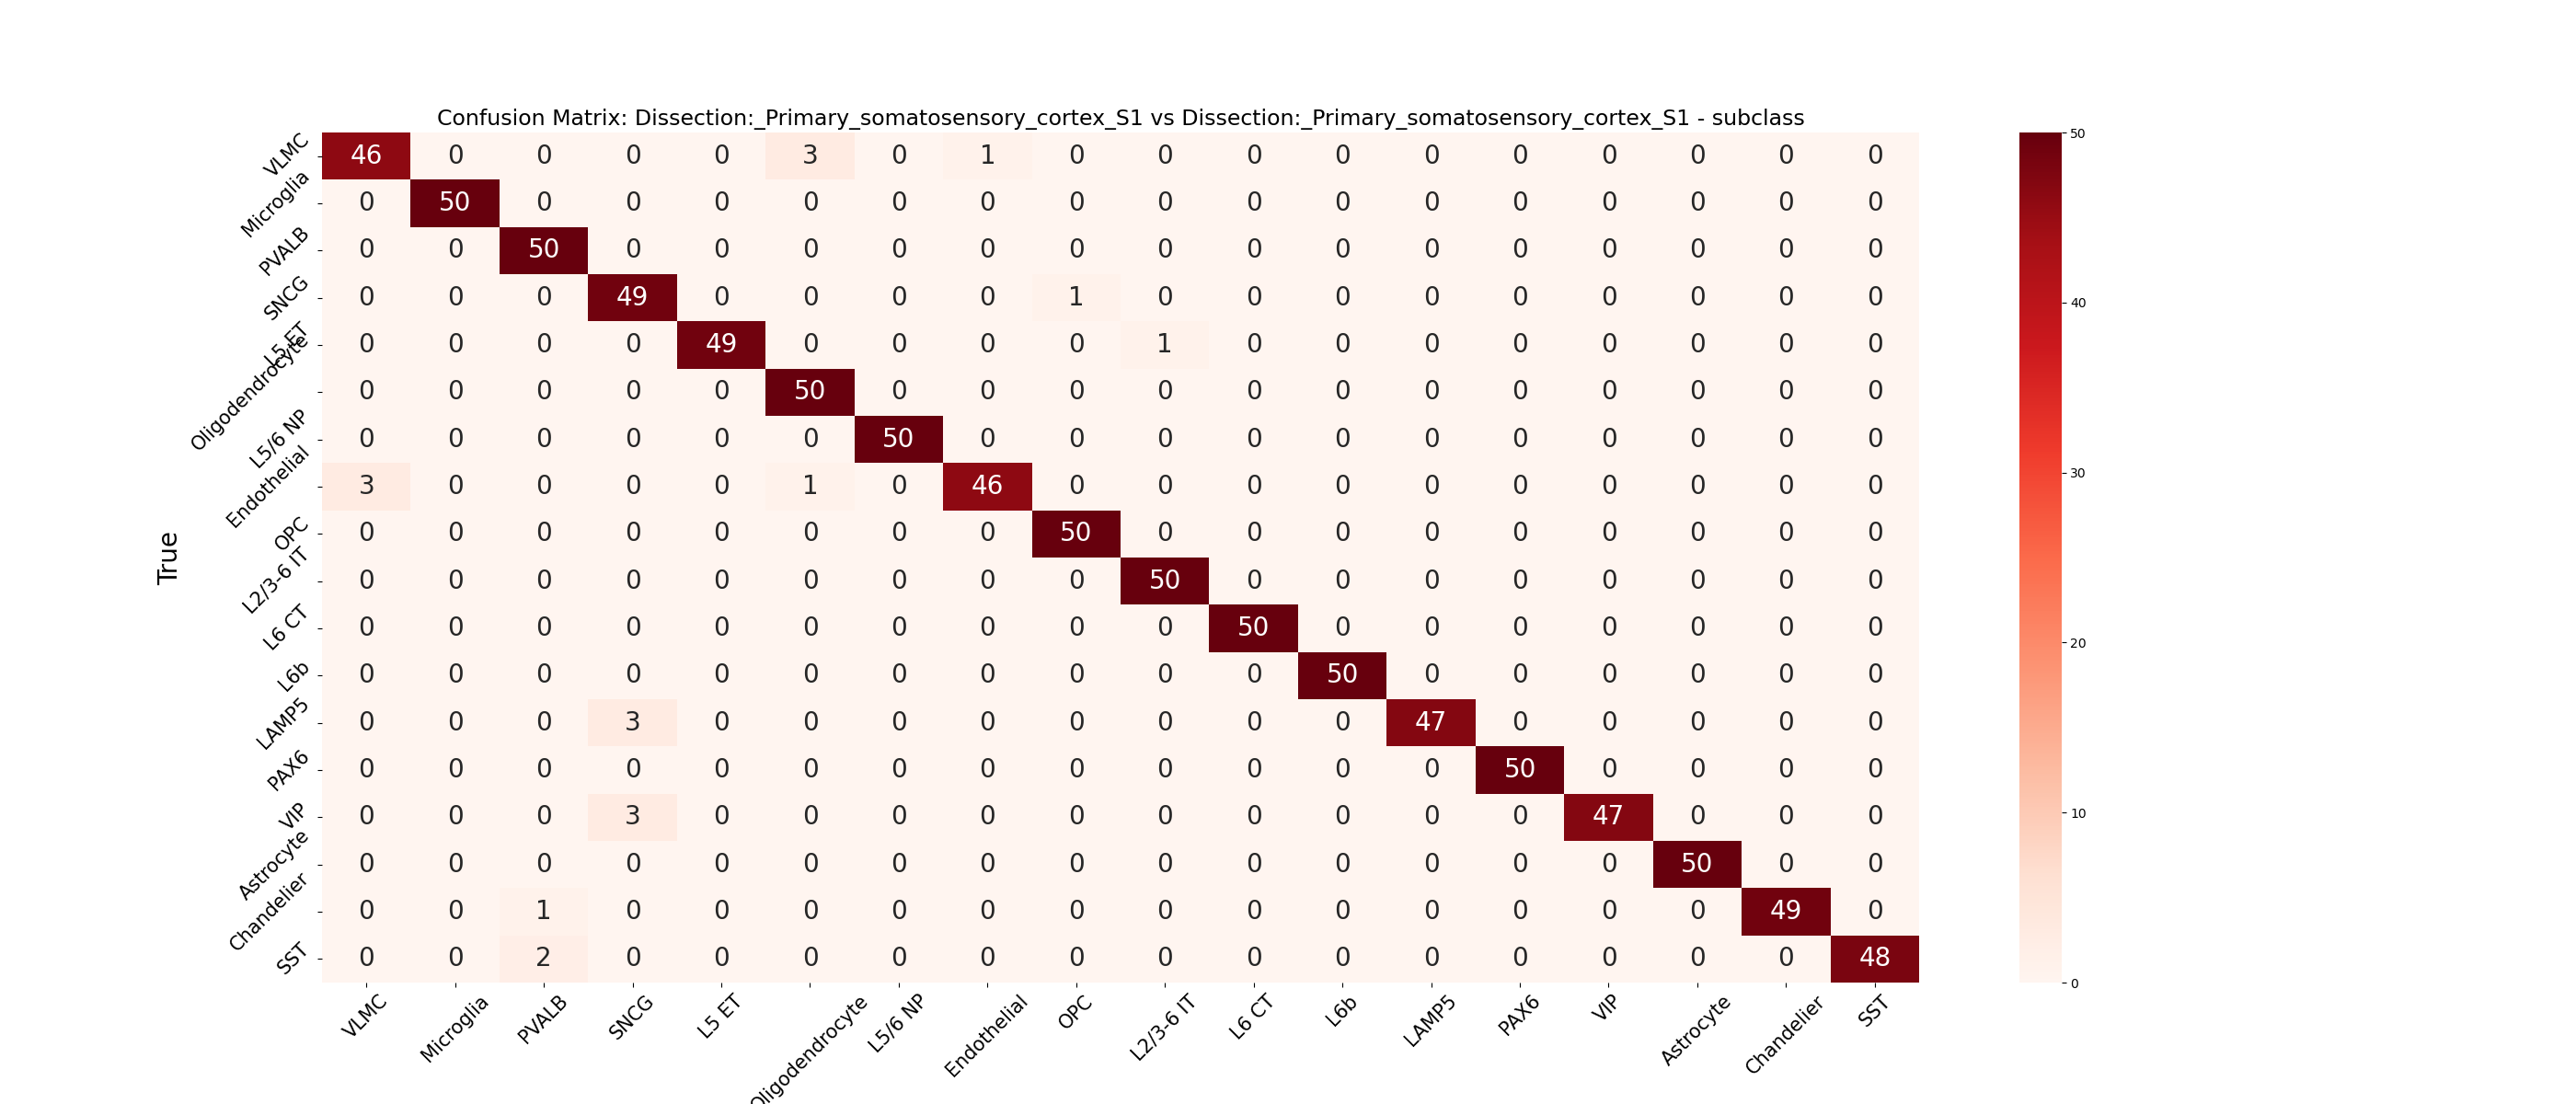 Confusion Matrix: Dissection:_Primary_somatosensory_cortex_S1 vs Dissection:_Primary_somatosensory_cortex_S1 - subclass
VLMC 46 0 0 0 0 3 0 1 0 0 0 0 0 0 0 0 0 0
Microglia 0 50 0 0 0 0 0 0 0 0 0 0 0 0 0 0 0 0
PVALB 0 0 50 0 0 0 0 0 0 0 0 0 0 0 0 0 0 0
SNCG 0 0 0 49 0 0 0 0 1 0 0 0 0 0 0 0 0 0
L5 ET 0 0 0 0 49 0 0 0 0 1 0 0 0 0 0 0 0 0
Oligodendrocyte 0 0 0 0 0 50 0 0 0 0 0 0 0 0 0 0 0 0
L5/6 NP 0 0 0 0 0 0 50 0 0 0 0 0 0 0 0 0 0 0
Endothelial 3 0 0 0 0 1 0 46 0 0 0 0 0 0 0 0 0 0
OPC 0 0 0 0 0 0 0 0 50 0 0 0 0 0 0 0 0 0
L2/3-6 IT 0 0 0 0 0 0 0 0 0 50 0 0 0 0 0 0 0 0
L6 CT 0 0 0 0 0 0 0 0 0 0 50 0 0 0 0 0 0 0
L6b 0 0 0 0 0 0 0 0 0 0 0 50 0 0 0 0 0 0
LAMP5 0 0 0 3 0 0 0 0 0 0 0 0 47 0 0 0 0 0
PAX6 0 0 0 0 0 0 0 0 0 0 0 0 0 50 0 0 0 0
VIP 0 0 0 3 0 0 0 0 0 0 0 0 0 0 47 0 0 0
Astrocyte 0 0 0 0 0 0 0 0 0 0 0 0 0 0 0 50 0 0
Chandelier 0 0 1 0 0 0 0 0 0 0 0 0 0 0 0 0 49 0
SST 0 0 2 0 0 0 0 0 0 0 0 0 0 0 0 0 0 48
True
VLMC Microglia PVALB SNCG L5 ET Oligodendrocyte L5/6 NP Endothelial OPC L2/3-6 IT L6 CT L6b LAMP5 PAX6 VIP Astrocyte Chandelier SST
50
40
30
20
10
0